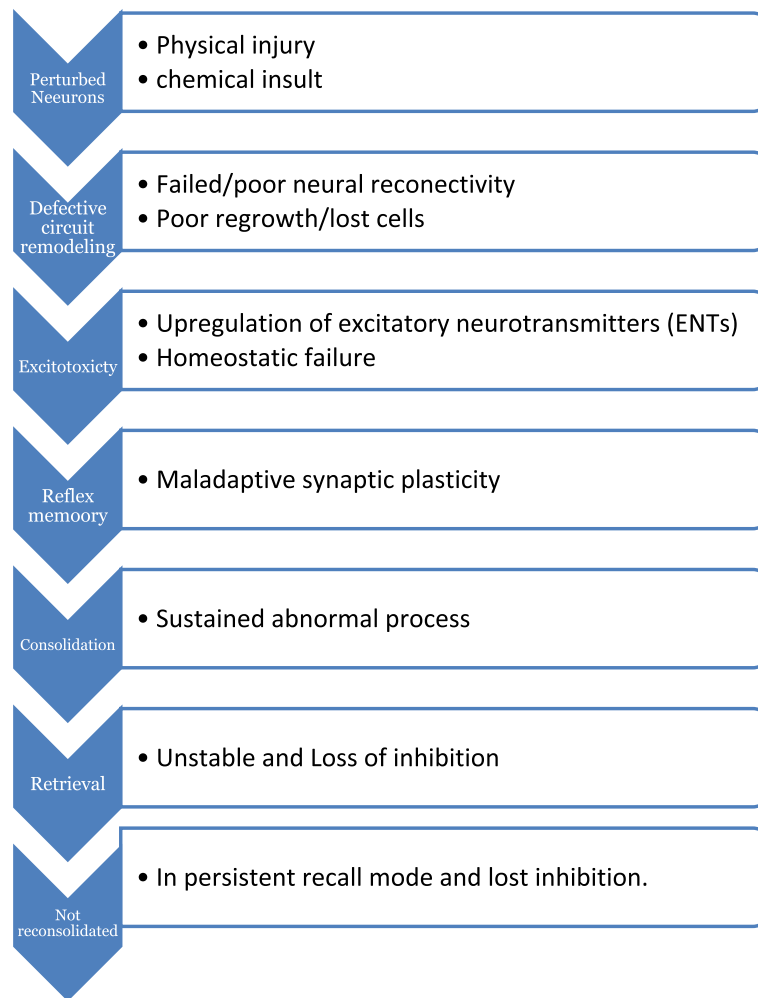 Perturbed
Neeurons
• Physical injury
• chemical insult
Defective
circuit
remodeling
• Failed/poor neural reconectivity
• Poor regrowth/lost cells
Excitotoxicty
• Upregulation of excitatory neurotransmitters (ENTs)
• Homeostatic failure
Reflex
memoory
• Maladaptive synaptic plasticity
Consolidation
• Sustained abnormal process
Retrieval
• Unstable and Loss of inhibition
Not
reconsolidated
• In persistent recall mode and lost inhibition.